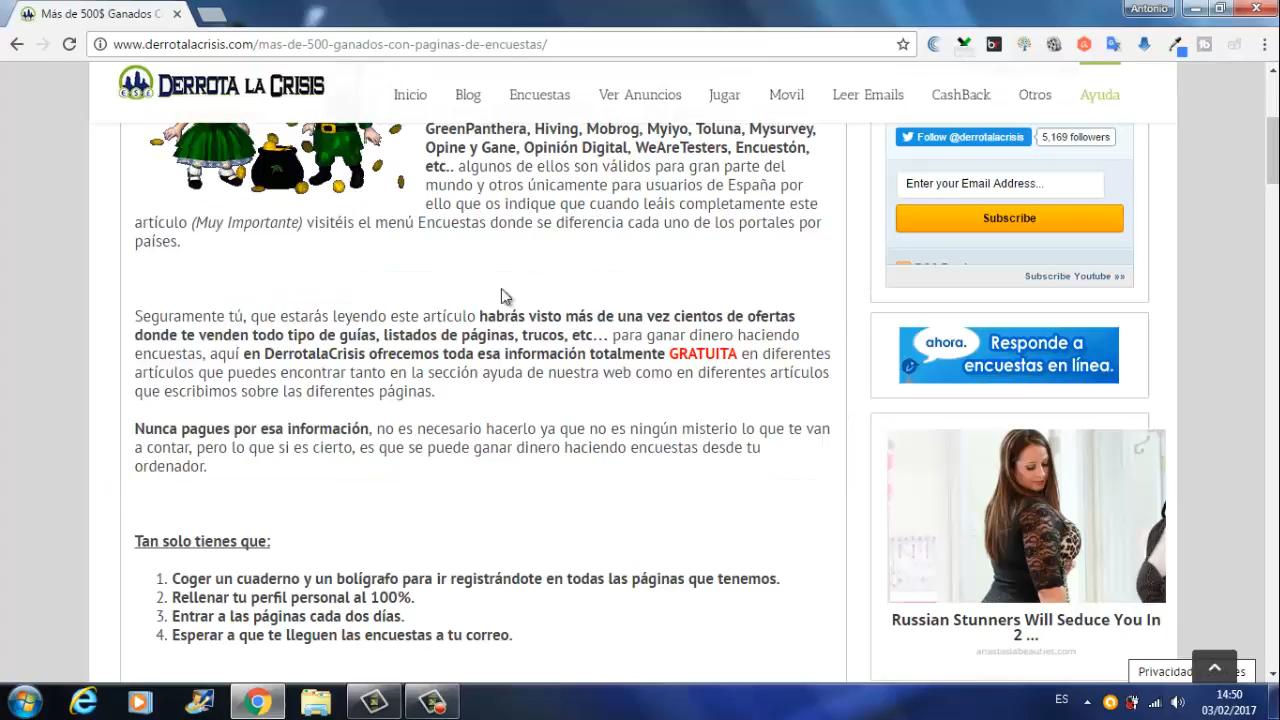 Más de 500$ Ganados C
Antonio
www.derrotalacrisis.com/mas-de-500-ganados-con-paginas-de-encuestas/
DERROTA LA CRISIS
Inicio Blog Encuestas Ver Anuncios Jugar Movil Leer Emails CashBack Otros Ayuda
GreenPanthera, Hiving, Mobrog, Myiyo, Toluna, Mysurvey,
Opine y Gane, Opinión Digital, WeAreTesters, Encuestón,
etc.. algunos de ellos son válidos para gran parte del
mundo y otros únicamente para usuarios de España por
ello que os indique que cuando leáis completamente este
artículo (Muy Importante) visitéis el menú Encuestas donde se diferencia cada uno de los portales por
países.
Seguramente tú, que estarás leyendo este artículo habrás visto más de una vez cientos de ofertas
donde te venden todo tipo de guías, listados de páginas, trucos, etc… para ganar dinero haciendo
encuestas, aquí en DerrotalaCrisis ofrecemos toda esa información totalmente GRATUITA en diferentes
artículos que puedes encontrar tanto en la sección ayuda de nuestra web como en diferentes artículos
que escribimos sobre las diferentes páginas.
Nunca pagues por esa información, no es necesario hacerlo ya que no es ningún misterio lo que te van
a contar, pero lo que si es cierto, es que se puede ganar dinero haciendo encuestas desde tu
ordenador.
Tan solo tienes que:
1. Coger un cuaderno y un bolígrafo para ir registrándote en todas las páginas que tenemos.
2. Rellenar tu perfil personal al 100%.
3. Entrar a las páginas cada dos días.
4. Esperar a que te lleguen las encuestas a tu correo.
Follow @derrotalacrisis 5,169 followers
Enter your Email Address...
Subscribe
Subscribe Youtube »»
ahora. Responde a
encuestas en línea.
Russian Stunners Will Seduce You In
2 ...
anastasiabeauties.com
ES
14:50
03/02/2017